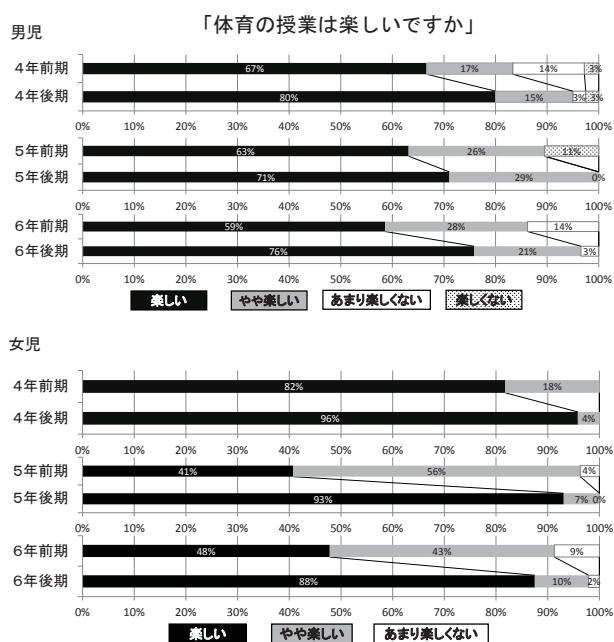 「体育の授業は楽しいですか」
男児
4年前期 67% 17% 14% 3%
4年後期 80% 15% 3% 3%
0% 10% 20% 30% 40% 50% 60% 70% 80% 90% 100%
5年前期 63% 26% 11%
5年後期 71% 29% 0%
0% 10% 20% 30% 40% 50% 60% 70% 80% 90% 100%
6年前期 59% 28% 14%
6年後期 76% 21% 3%
0% 10% 20% 30% 40% 50% 60% 70% 80% 90% 100%
楽しい やや楽しい あまり楽しくない 楽しくない
女児
4年前期 82% 18%
4年後期 96% 4%
0% 10% 20% 30% 40% 50% 60% 70% 80% 90% 100%
5年前期 41% 56% 4%
5年後期 93% 7% 0%
0% 10% 20% 30% 40% 50% 60% 70% 80% 90% 100%
6年前期 48% 43% 9%
6年後期 88% 10% 2%
0% 10% 20% 30% 40% 50% 60% 70% 80% 90% 100%
楽しい やや楽しい あまり楽しくない